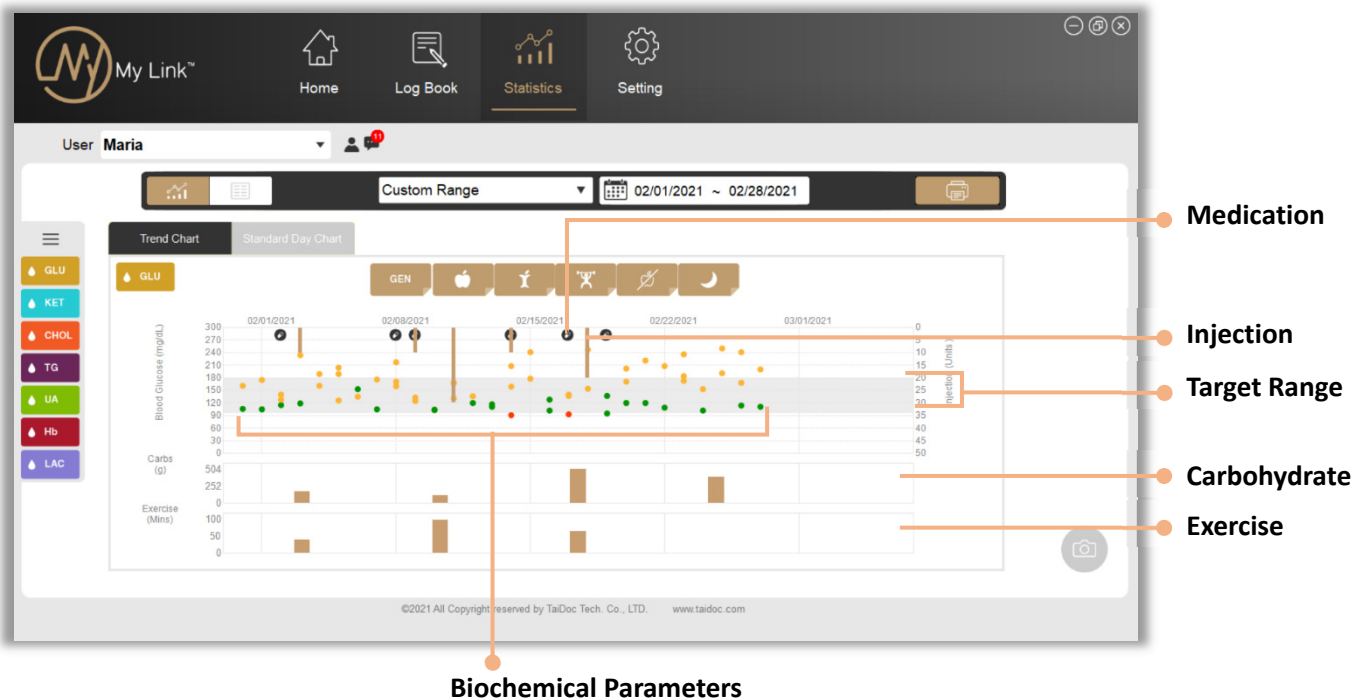 My Link™
Home
Log Book
Statistics
Setting
User Maria
11
Custom Range
02/01/2021 ~ 02/28/2021
Medication
Trend Chart
Standard Day Chart
GLU
KET
CHOL
TG
UA
Hb
LAC
GLU
GEN
02/01/2021
02/08/2021
02/15/2021
02/22/2021
03/01/2021
Blood Glucose (mg/dL)
300
270
240
210
180
150
120
90
60
30
0
0
5
10
15
20
25
30
35
40
45
50
Injection (Units)
Injection
Target Range
Carbs
(g)
504
252
0
Carbohydrate
Exercise
(Mins)
100
50
0
Exercise
©2021 All Copyright reserved by TaiDoc Tech. Co., LTD. www.taidoc.com
Biochemical Parameters